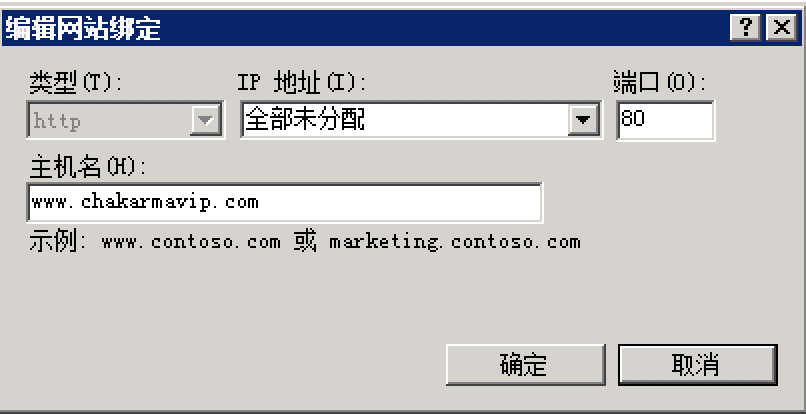 编辑网站绑定
类型(T): IP 地址(I): 端口(O):
http 全部未分配 80
主机名(H):
www.chakarmavip.com
示例: www.contoso.com 或 marketing.contoso.com
确定 取消